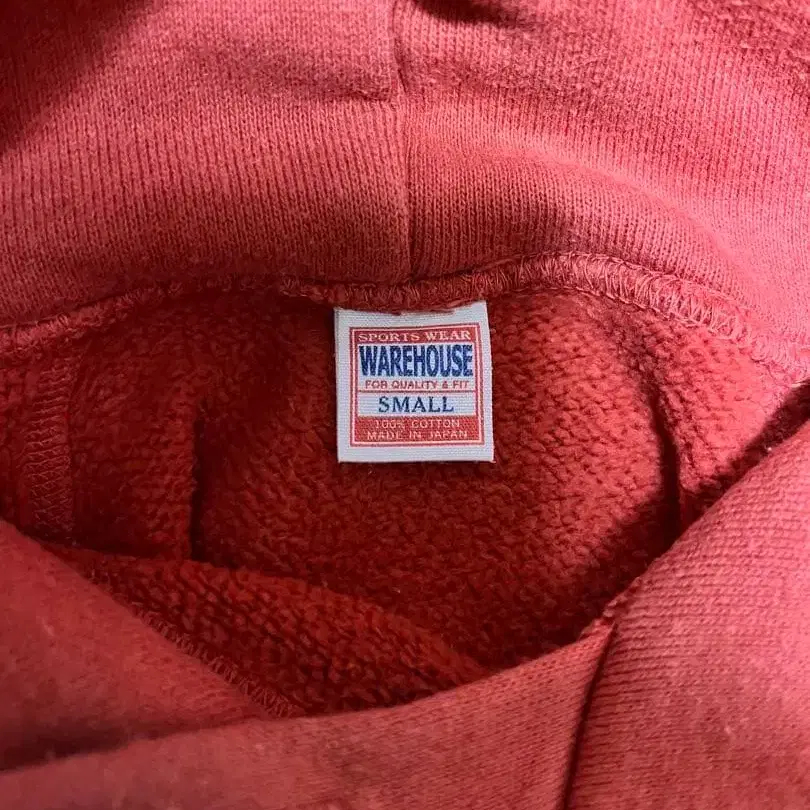 SPORTS WEAR
WAREHOUSE
FOR QUALITY & FIT
SMALL
100% COTTON
MADE IN JAPAN